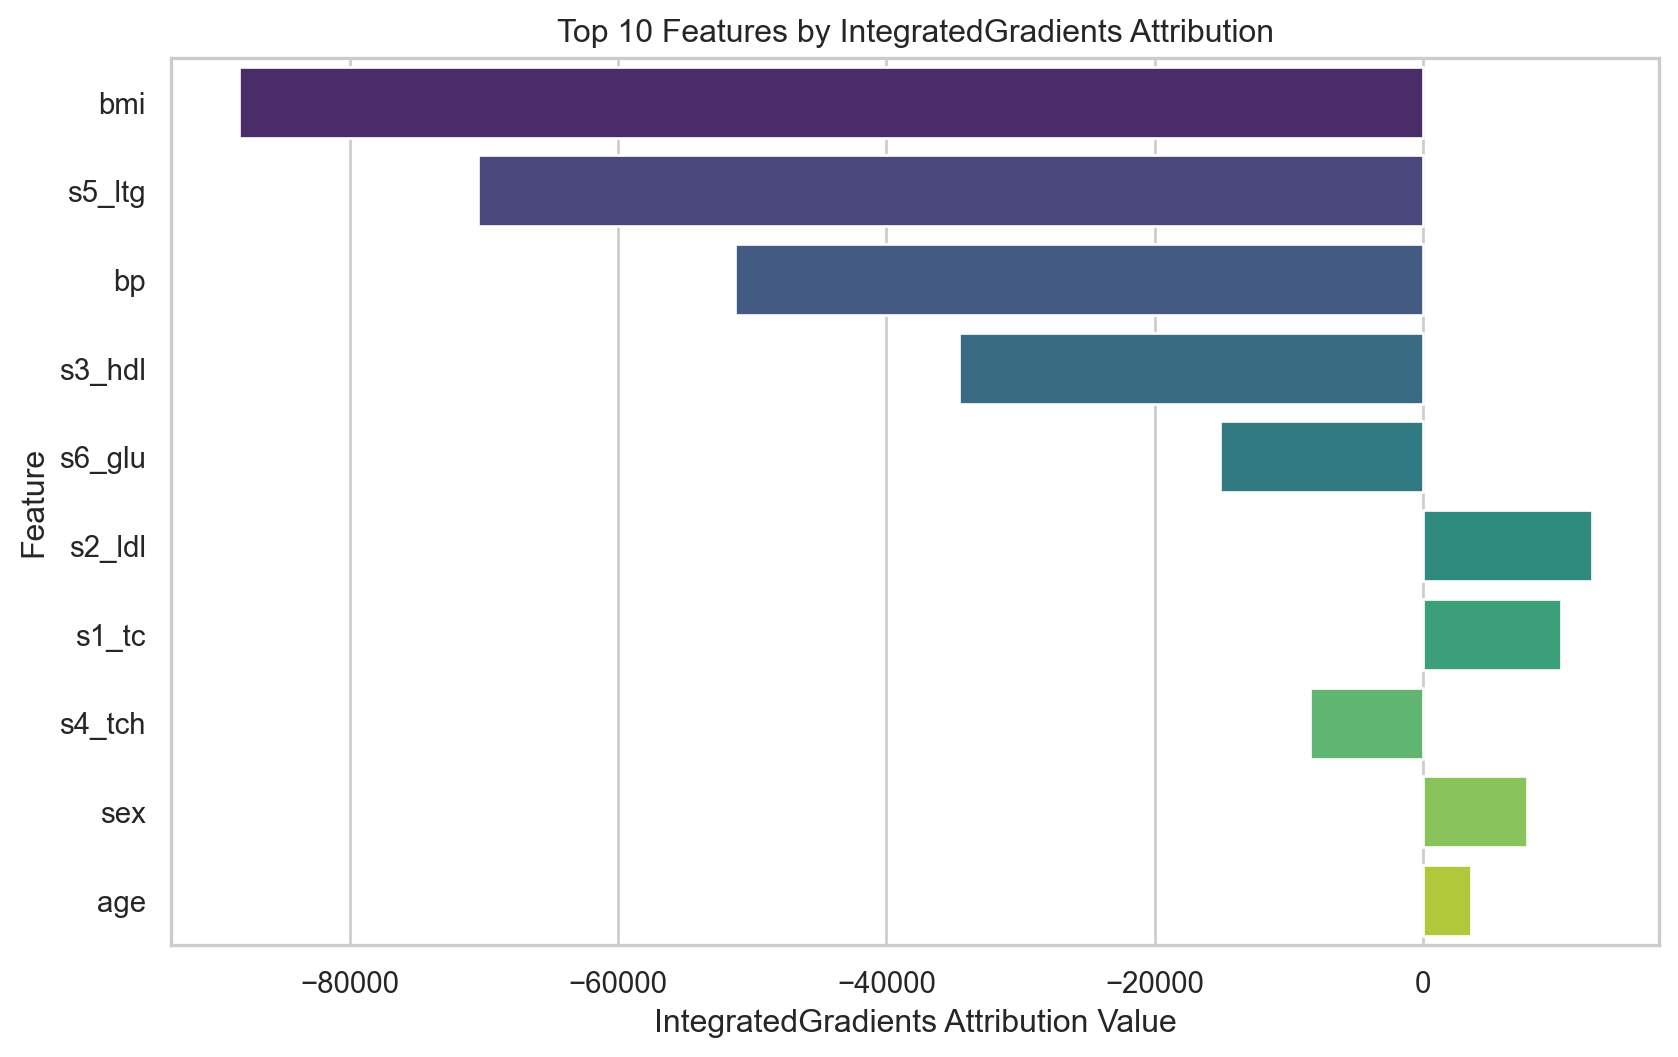 Top 10 Features by IntegratedGradients Attribution
bmi
s5_ltg
bp
s3_hdl
s6_glu
s2_ldl
s1_tc
s4_tch
sex
age
Feature
−80000
−60000
−40000
−20000
0
IntegratedGradients Attribution Value